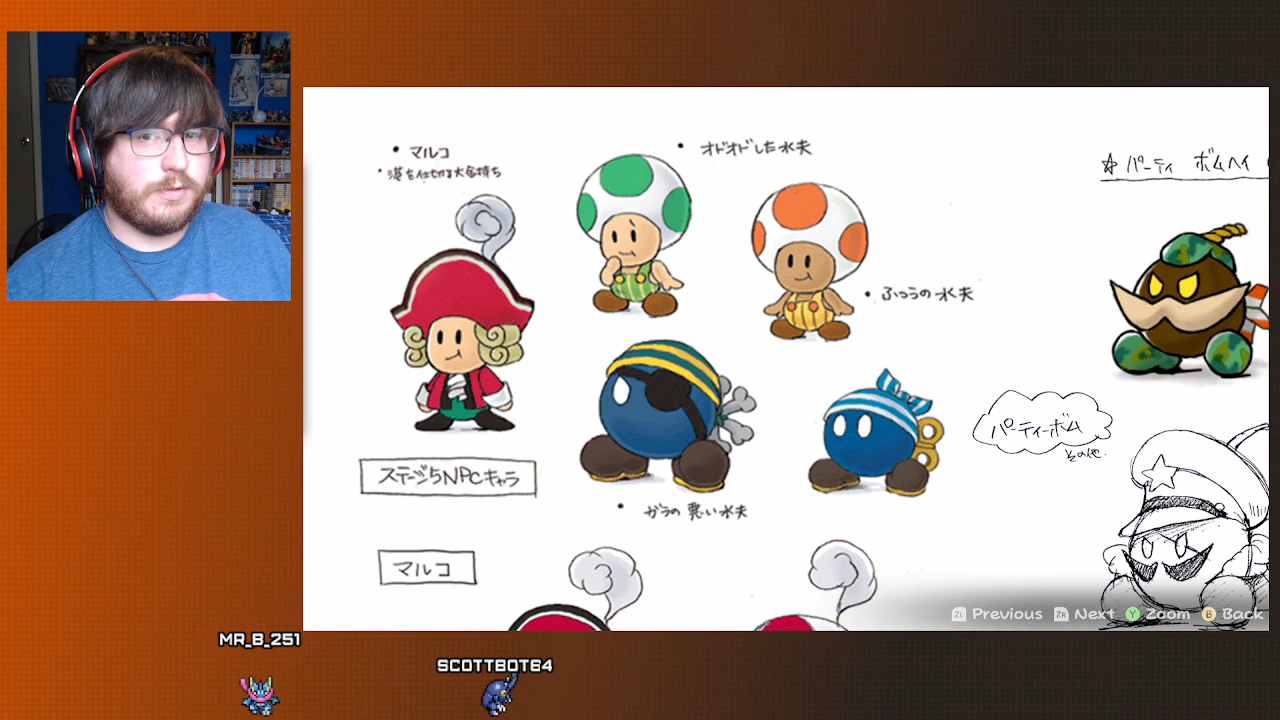 • マルコ
• 港を仕切る大金持ち
• オドオドした水夫
☆ パーティ ボムヘイ
• ふつうの水夫
パーティーボム
その他.
ステージ5NPCキャラ
• ガラの悪い水夫
マルコ
ZL Previous ZR Next Y Zoom B Back
MR_B_251
SCOTTBOT64